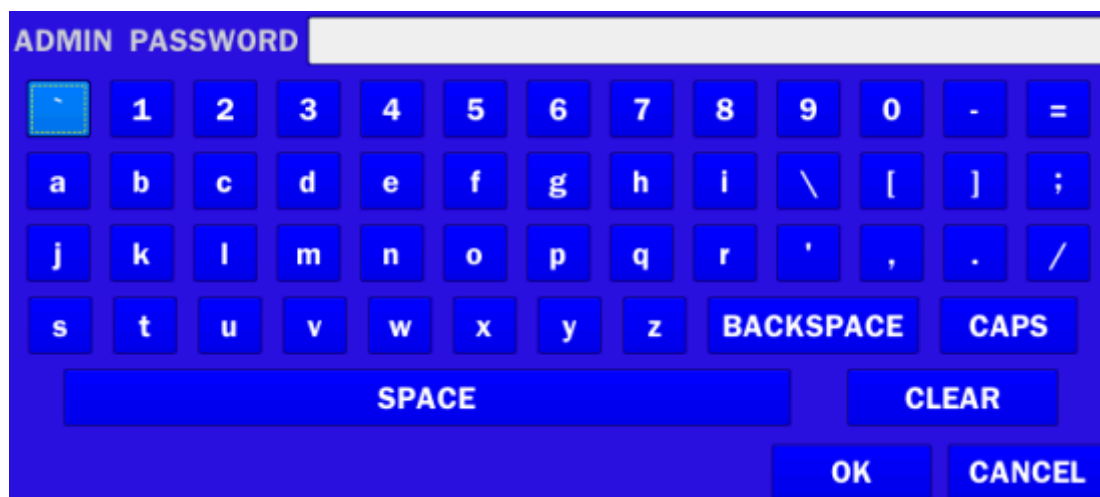 ADMIN PASSWORD
` 1 2 3 4 5 6 7 8 9 0 - =
a b c d e f g h i \ [ ] ;
j k l m n o p q r ' , . /
s t u v w x y z BACKSPACE CAPS
SPACE CLEAR
OK CANCEL